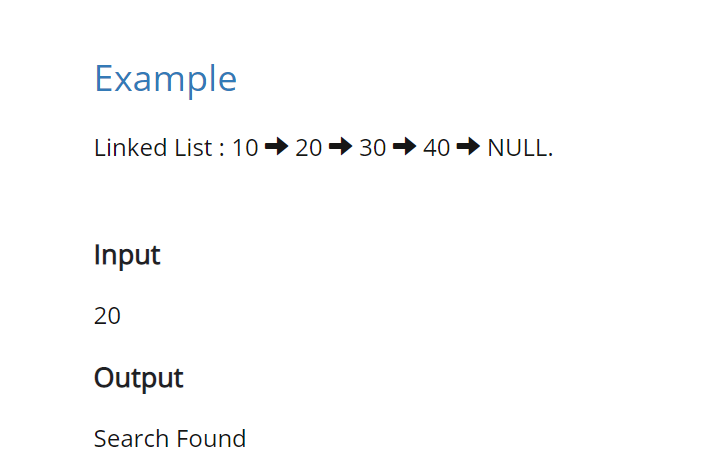 Example
Linked List : 10 🡆 20 🡆 30 🡆 40 🡆 NULL.
Input
20
Output
Search Found